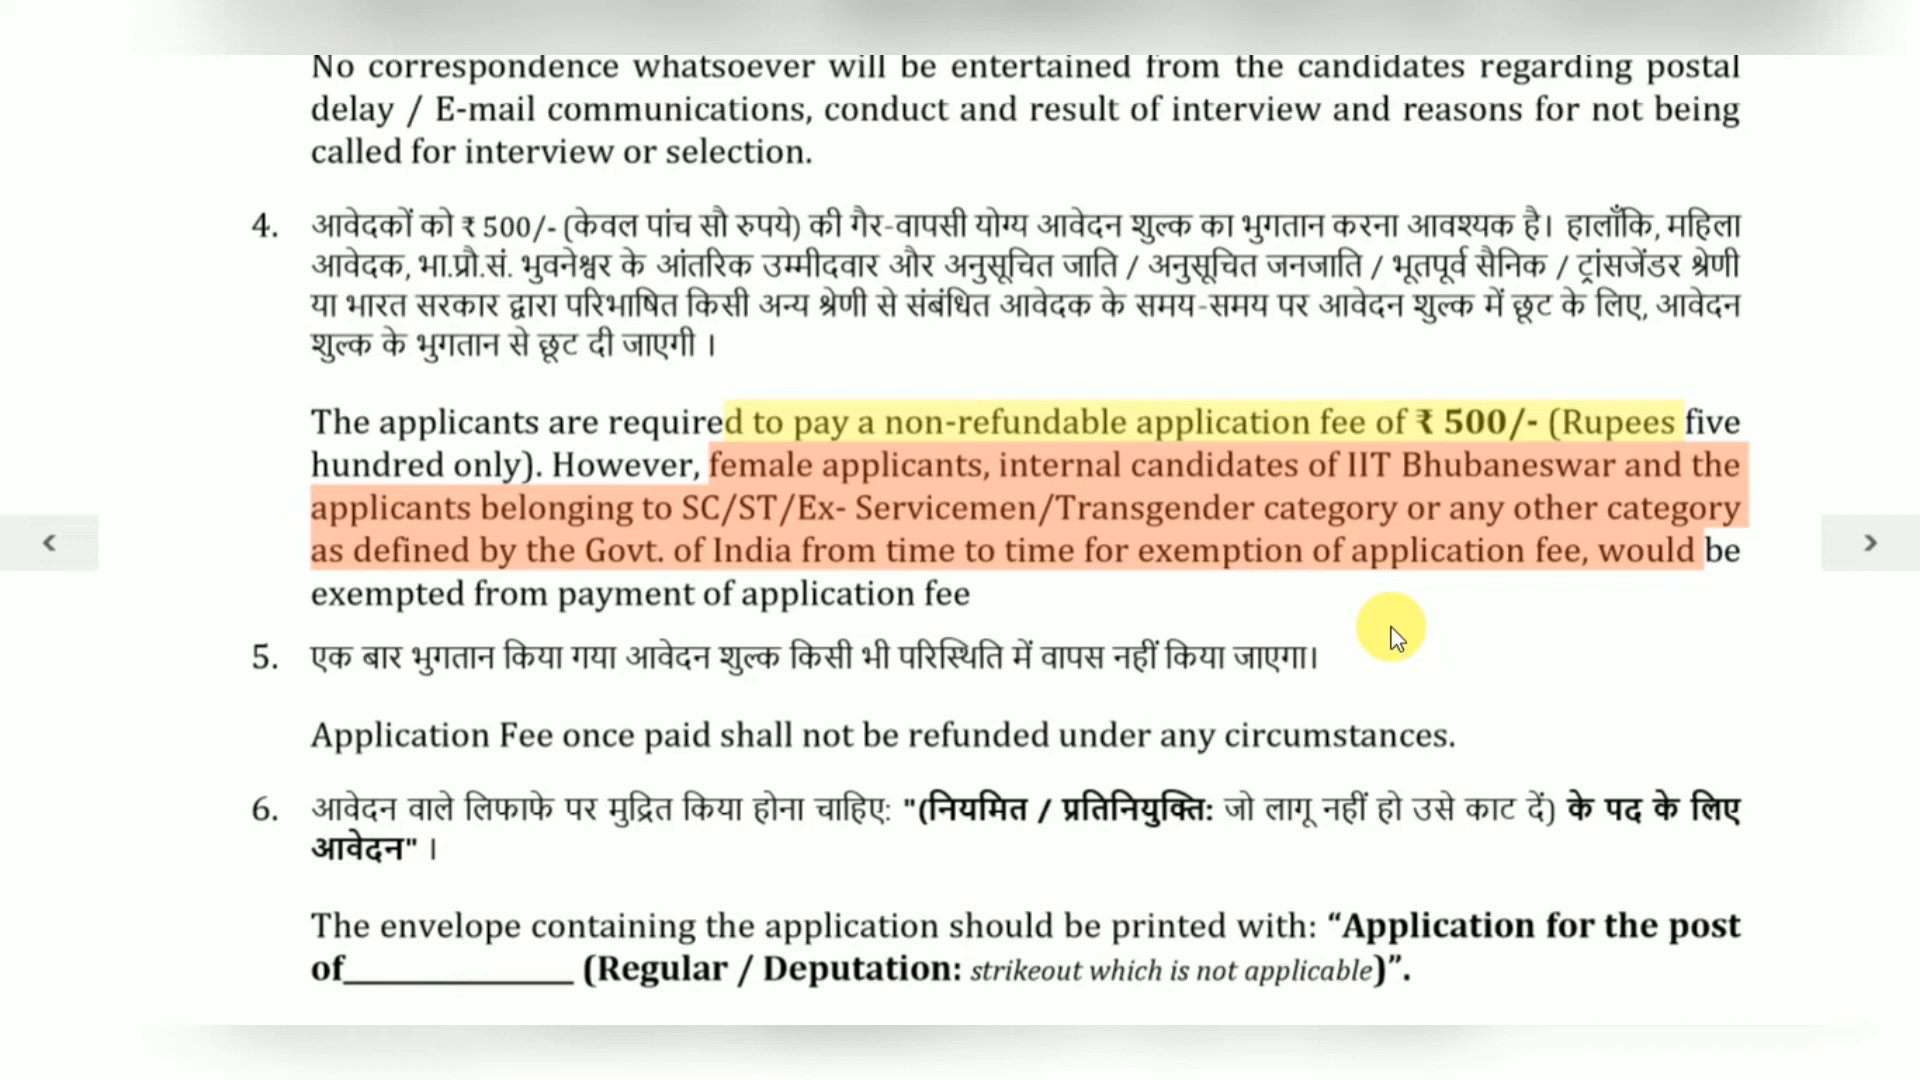 No correspondence whatsoever will be entertained from the candidates regarding postal
delay / E-mail communications, conduct and result of interview and reasons for not being
called for interview or selection.
4. आवेदकों को ₹ 500/- (केवल पांच सौ रुपये) की गैर-वापसी योग्य आवेदन शुल्क का भुगतान करना आवश्यक है। हालाँकि, महिला
आवेदक, भा.प्रौ.सं. भुवनेश्वर के आंतरिक उम्मीदवार और अनुसूचित जाति / अनुसूचित जनजाति / भूतपूर्व सैनिक / ट्रांसजेंडर श्रेणी
या भारत सरकार द्वारा परिभाषित किसी अन्य श्रेणी से संबंधित आवेदक के समय-समय पर आवेदन शुल्क में छूट के लिए, आवेदन
शुल्क के भुगतान से छूट दी जाएगी ।
The applicants are required to pay a non-refundable application fee of ₹ 500/- (Rupees five
hundred only). However, female applicants, internal candidates of IIT Bhubaneswar and the
applicants belonging to SC/ST/Ex- Servicemen/Transgender category or any other category
as defined by the Govt. of India from time to time for exemption of application fee, would be
exempted from payment of application fee
5. एक बार भुगतान किया गया आवेदन शुल्क किसी भी परिस्थिति में वापस नहीं किया जाएगा।
Application Fee once paid shall not be refunded under any circumstances.
6. आवेदन वाले लिफाफे पर मुद्रित किया होना चाहिए: "(नियमित / प्रतिनियुक्ति: जो लागू नहीं हो उसे काट दें) के पद के लिए
आवेदन" ।
The envelope containing the application should be printed with: “Application for the post
of______________ (Regular / Deputation: strikeout which is not applicable)”.